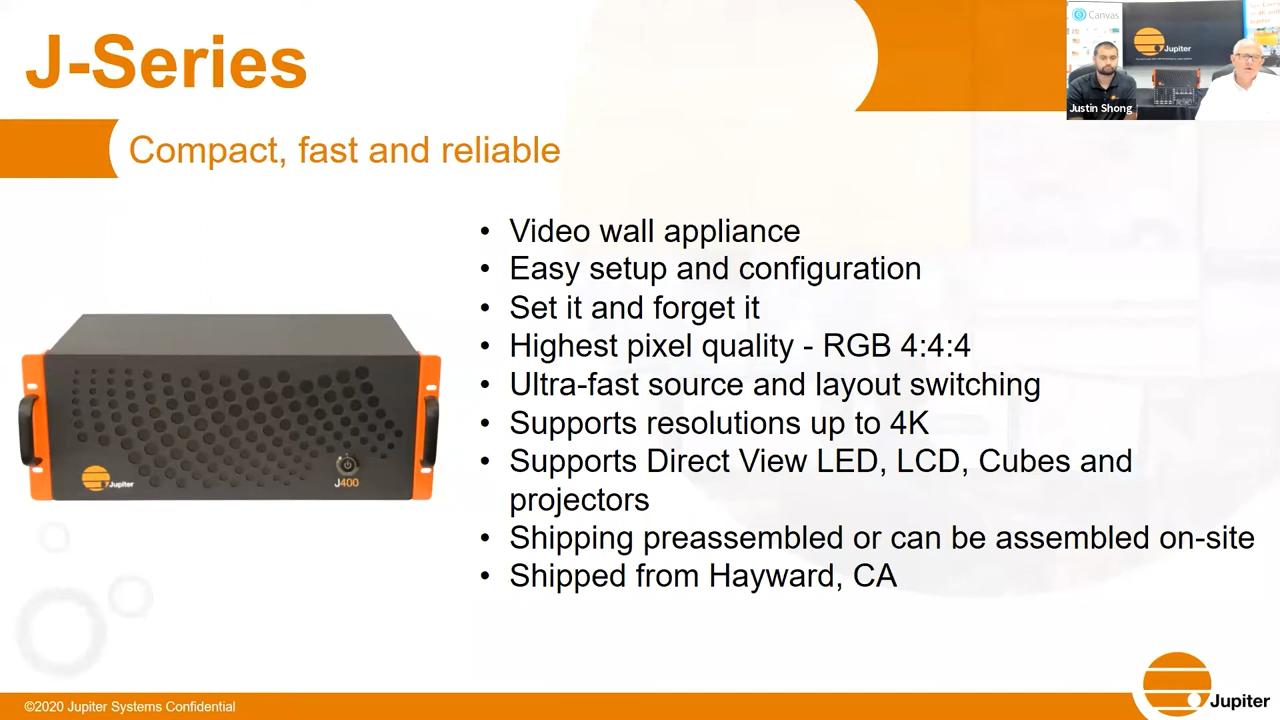 J-Series
Compact, fast and reliable
• Video wall appliance
• Easy setup and configuration
• Set it and forget it
• Highest pixel quality - RGB 4:4:4
• Ultra-fast source and layout switching
• Supports resolutions up to 4K
• Supports Direct View LED, LCD, Cubes and
projectors
• Shipping preassembled or can be assembled on-site
• Shipped from Hayward, CA
Jupiter
J400
Canvas
Jupiter
Justin Shong
©2020 Jupiter Systems Confidential
Jupiter